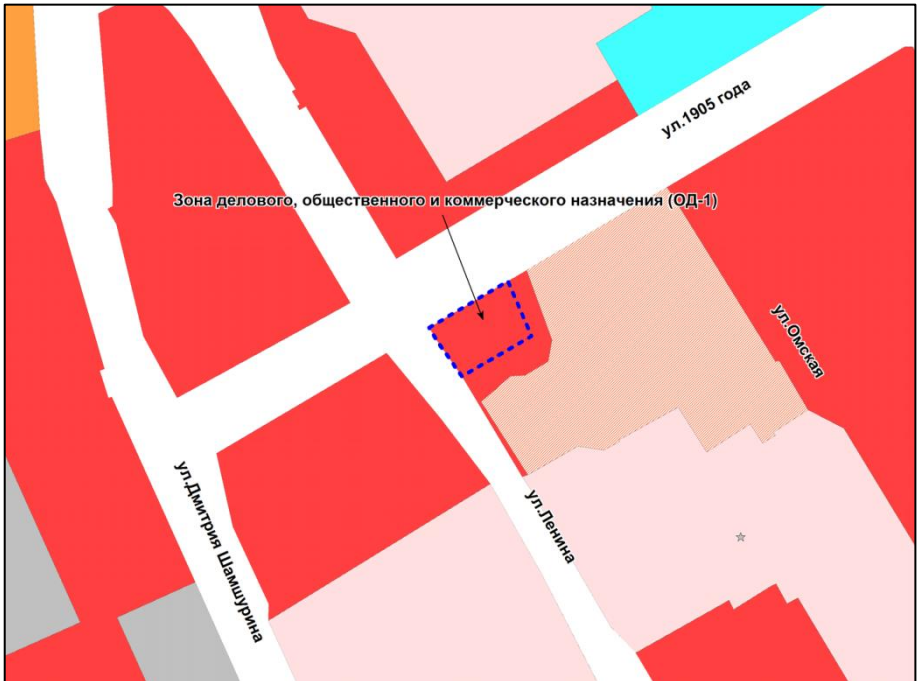 ул.1905 года
Зона делового, общественного и коммерческого назначения (ОД-1)
ул.Омская
ул.Дмитрия Шамшурина
ул.Ленина